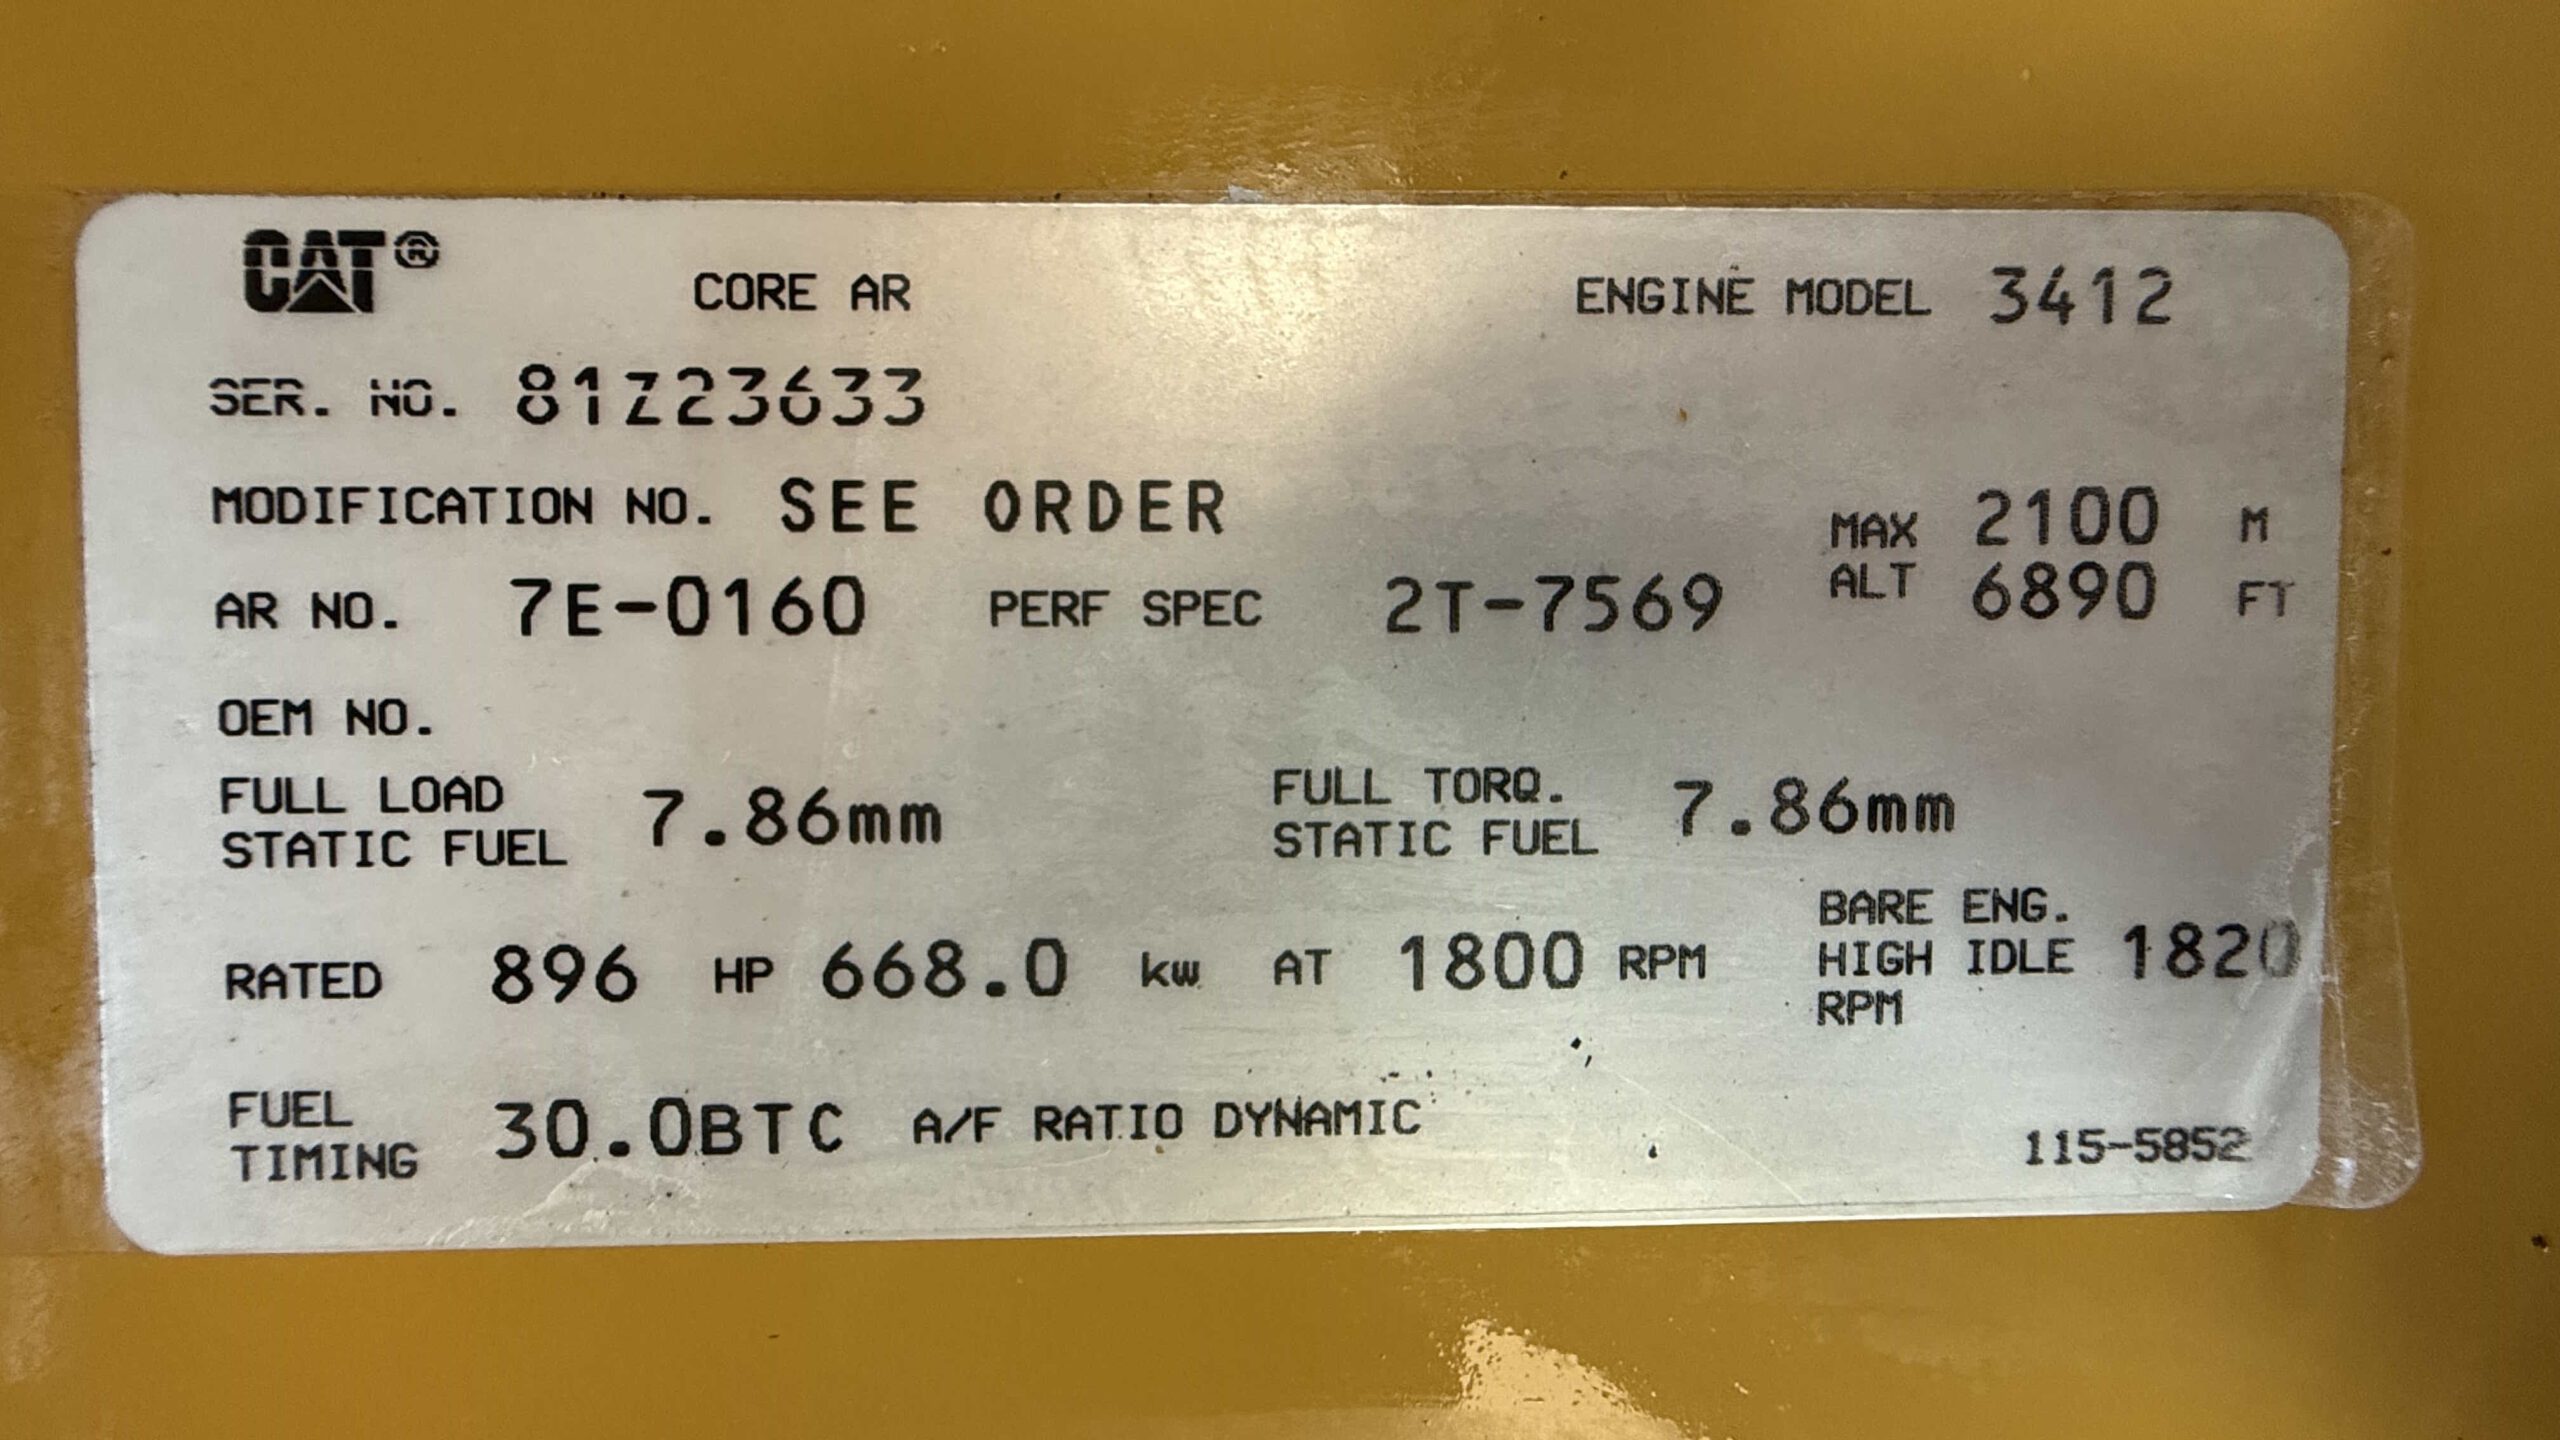 CAT® CORE AR ENGINE MODEL 3412
SER. NO. 81Z23633
MODIFICATION NO. SEE ORDER MAX 2100 M
AR NO. 7E-0160 PERF SPEC 2T-7569 ALT 6890 FT
OEM NO.
FULL LOAD FULL TORQ.
STATIC FUEL 7.86mm STATIC FUEL 7.86mm
BARE ENG.
RATED 896 HP 668.0 kw AT 1800 RPM HIGH IDLE 1820
RPM
FUEL
TIMING 30.0BTC A/F RATIO DYNAMIC
115-5852